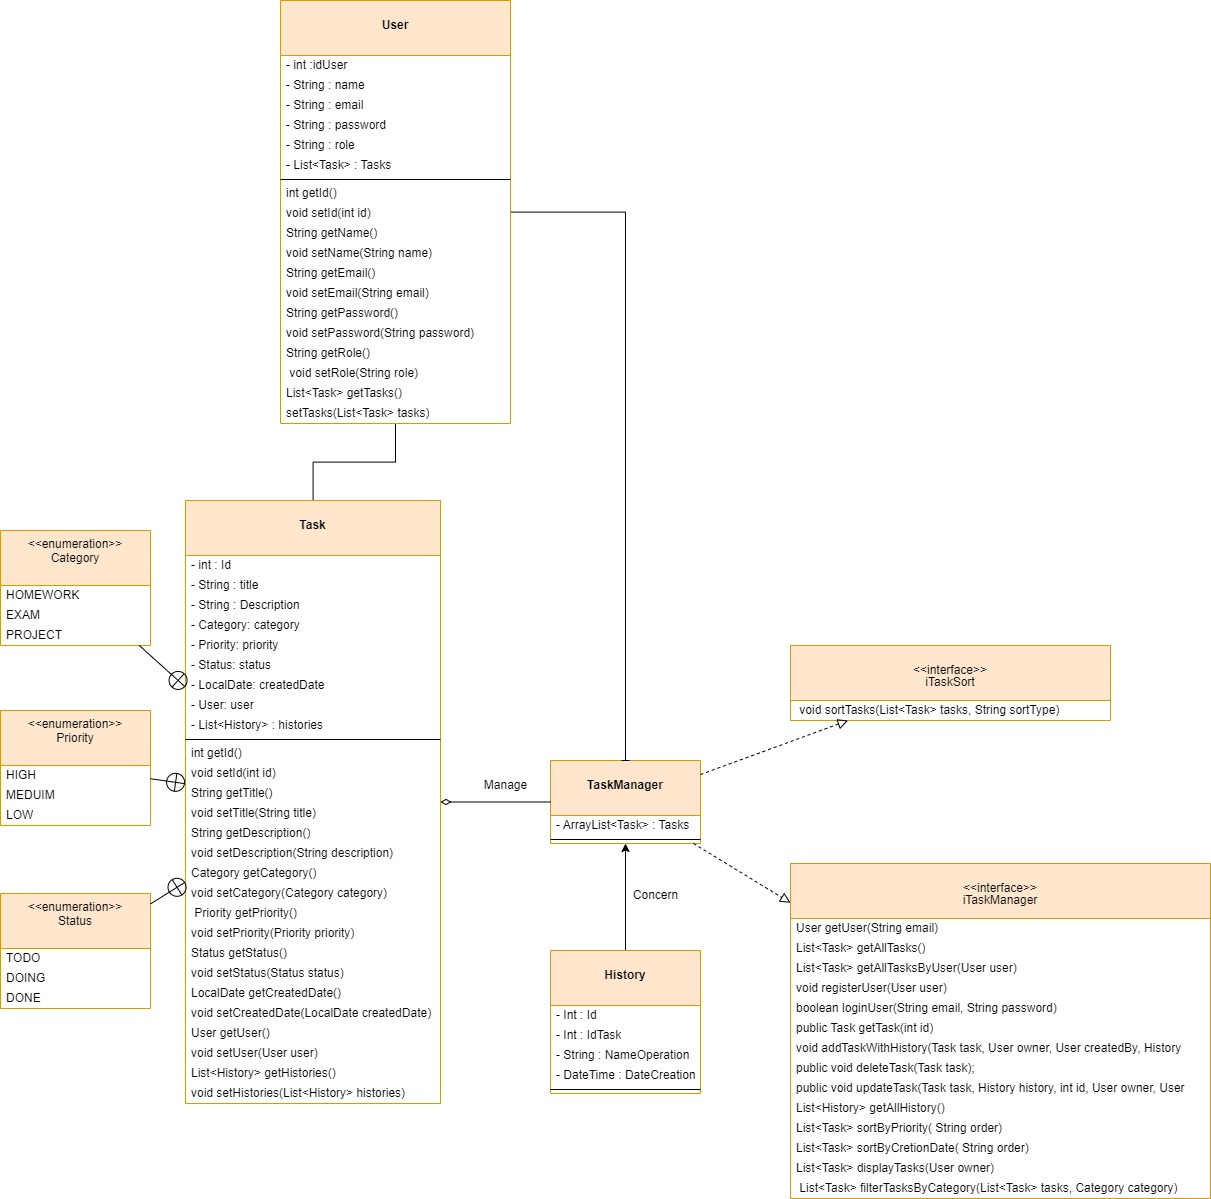 User
- int :idUser
- String : name
- String : email
- String : password
- String : role
- List<Task> : Tasks
int getId()
void setId(int id)
String getName()
void setName(String name)
String getEmail()
void setEmail(String email)
String getPassword()
void setPassword(String password)
String getRole()
void setRole(String role)
List<Task> getTasks()
setTasks(List<Task> tasks)
Task
- int : Id
- String : title
- String : Description
- Category: category
- Priority: priority
- Status: status
- LocalDate: createdDate
- User: user
- List<History> : histories
int getId()
void setId(int id)
String getTitle()
void setTitle(String title)
String getDescription()
void setDescription(String description)
Category getCategory()
void setCategory(Category category)
Priority getPriority()
void setPriority(Priority priority)
Status getStatus()
void setStatus(Status status)
LocalDate getCreatedDate()
void setCreatedDate(LocalDate createdDate)
User getUser()
void setUser(User user)
List<History> getHistories()
void setHistories(List<History> histories)
<<enumeration>>
Category
HOMEWORK
EXAM
PROJECT
<<enumeration>>
Priority
HIGH
MEDUIM
LOW
<<enumeration>>
Status
TODO
DOING
DONE
Manage
TaskManager
- ArrayList<Task> : Tasks
Concern
History
- Int : Id
- Int : IdTask
- String : NameOperation
- DateTime : DateCreation
<<interface>>
iTaskSort
void sortTasks(List<Task> tasks, String sortType)
<<interface>>
iTaskManager
User getUser(String email)
List<Task> getAllTasks()
List<Task> getAllTasksByUser(User user)
void registerUser(User user)
boolean loginUser(String email, String password)
public Task getTask(int id)
void addTaskWithHistory(Task task, User owner, User createdBy, History
public void deleteTask(Task task);
public void updateTask(Task task, History history, int id, User owner, User
List<History> getAllHistory()
List<Task> sortByPriority( String order)
List<Task> sortByCretionDate( String order)
List<Task> displayTasks(User owner)
List<Task> filterTasksByCategory(List<Task> tasks, Category category)